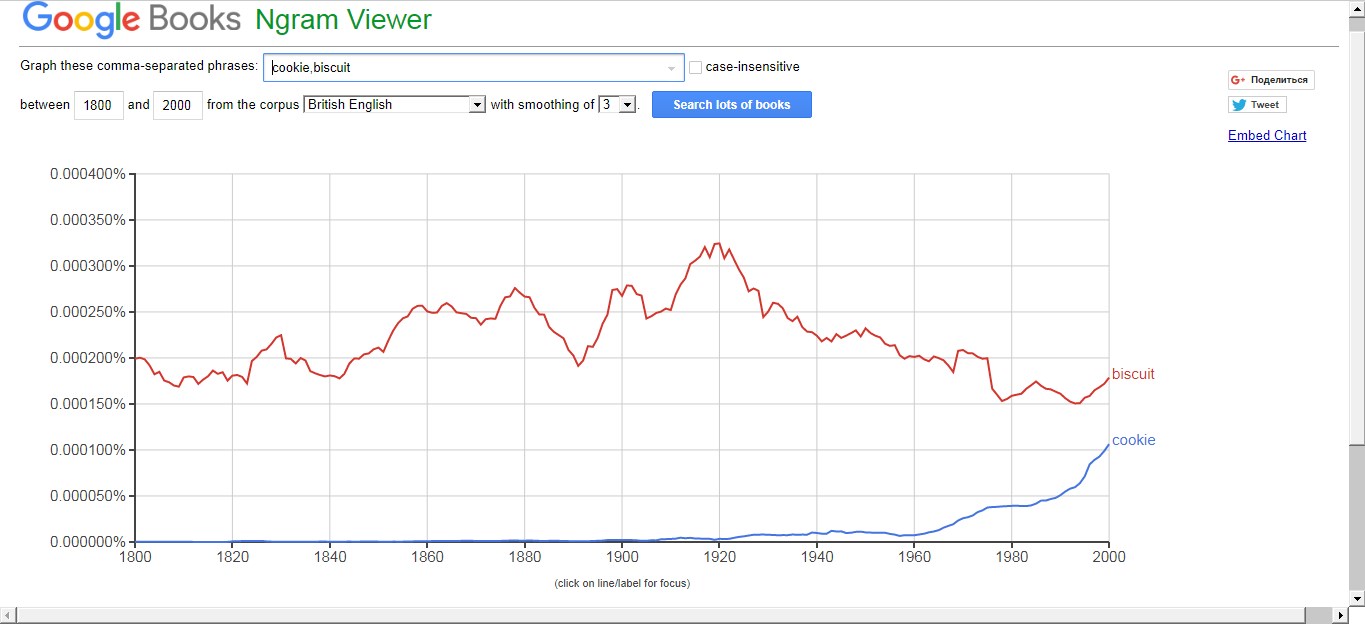 Google Books Ngram Viewer
Graph these comma-separated phrases: cookie,biscuit case-insensitive
between 1800 and 2000 from the corpus British English with smoothing of 3 . Search lots of books
G+ Поделиться
Tweet
Embed Chart
0.000400%
0.000350%
0.000300%
0.000250%
0.000200%
0.000150%
0.000100%
0.000050%
0.000000%
biscuit
cookie
1800 1820 1840 1860 1880 1900 1920 1940 1960 1980 2000
(click on line/label for focus)